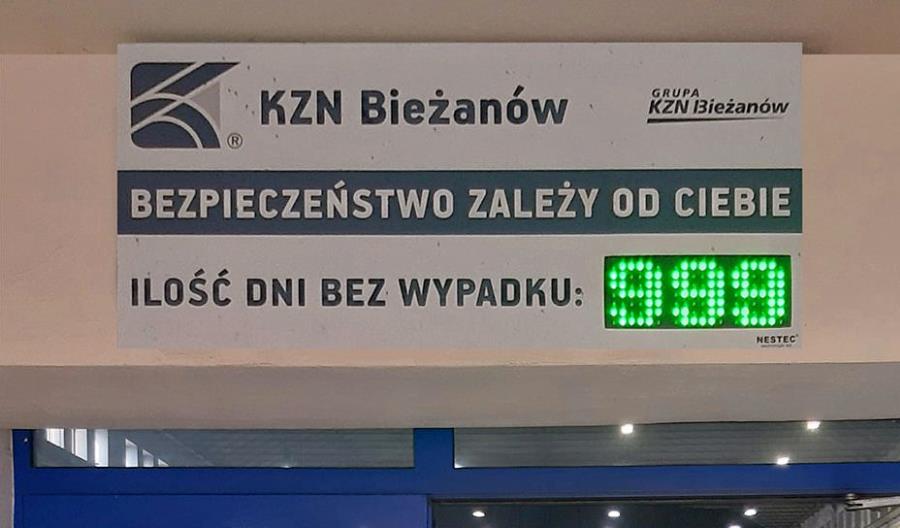 KZN Bieżanów
®
GRUPA
KZN Bieżanów
BEZPIECZEŃSTWO ZALEŻY OD CIEBIE
ILOŚĆ DNI BEZ WYPADKU: 999
NESTEC